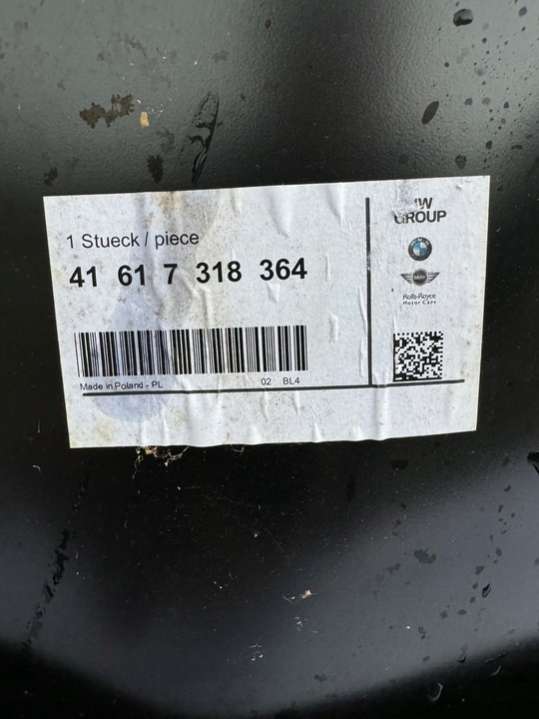 1 Stueck / piece
41 61 7 318 364
Made in Poland - PL 02 BL4
GROUP
Rolls-Royce
Motor Cars